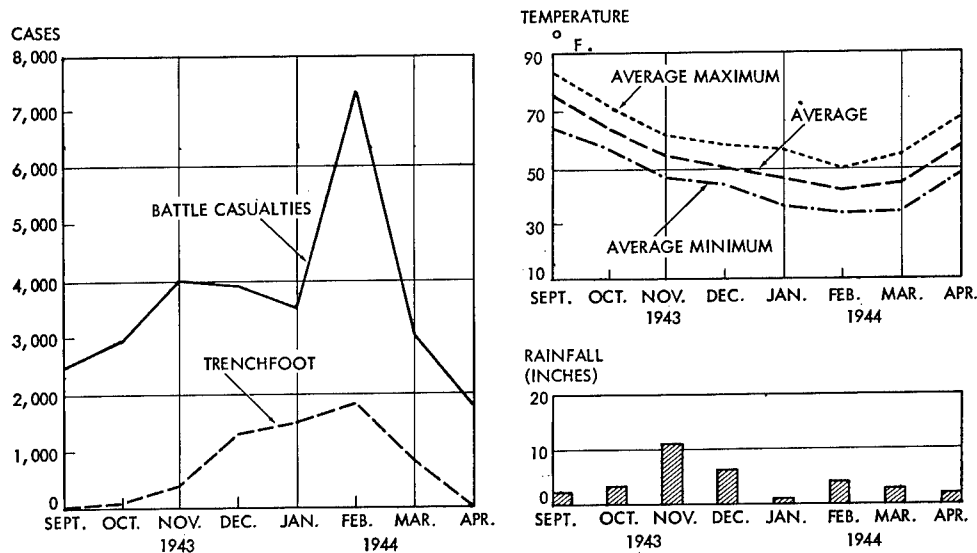 CASES
8,000
7,000
6,000
5,000
4,000
3,000
2,000
1,000
0
BATTLE CASUALTIES
TRENCHFOOT
SEPT. OCT. NOV. DEC. JAN. FEB. MAR. APR.
1943 1944
TEMPERATURE
° F.
90
70
50
30
10
AVERAGE MAXIMUM
AVERAGE
AVERAGE MINIMUM
SEPT. OCT. NOV. DEC. JAN. FEB. MAR. APR.
1943 1944
RAINFALL
(INCHES)
20
10
0
SEPT. OCT. NOV. DEC. JAN. FEB. MAR. APR.
1943 1944